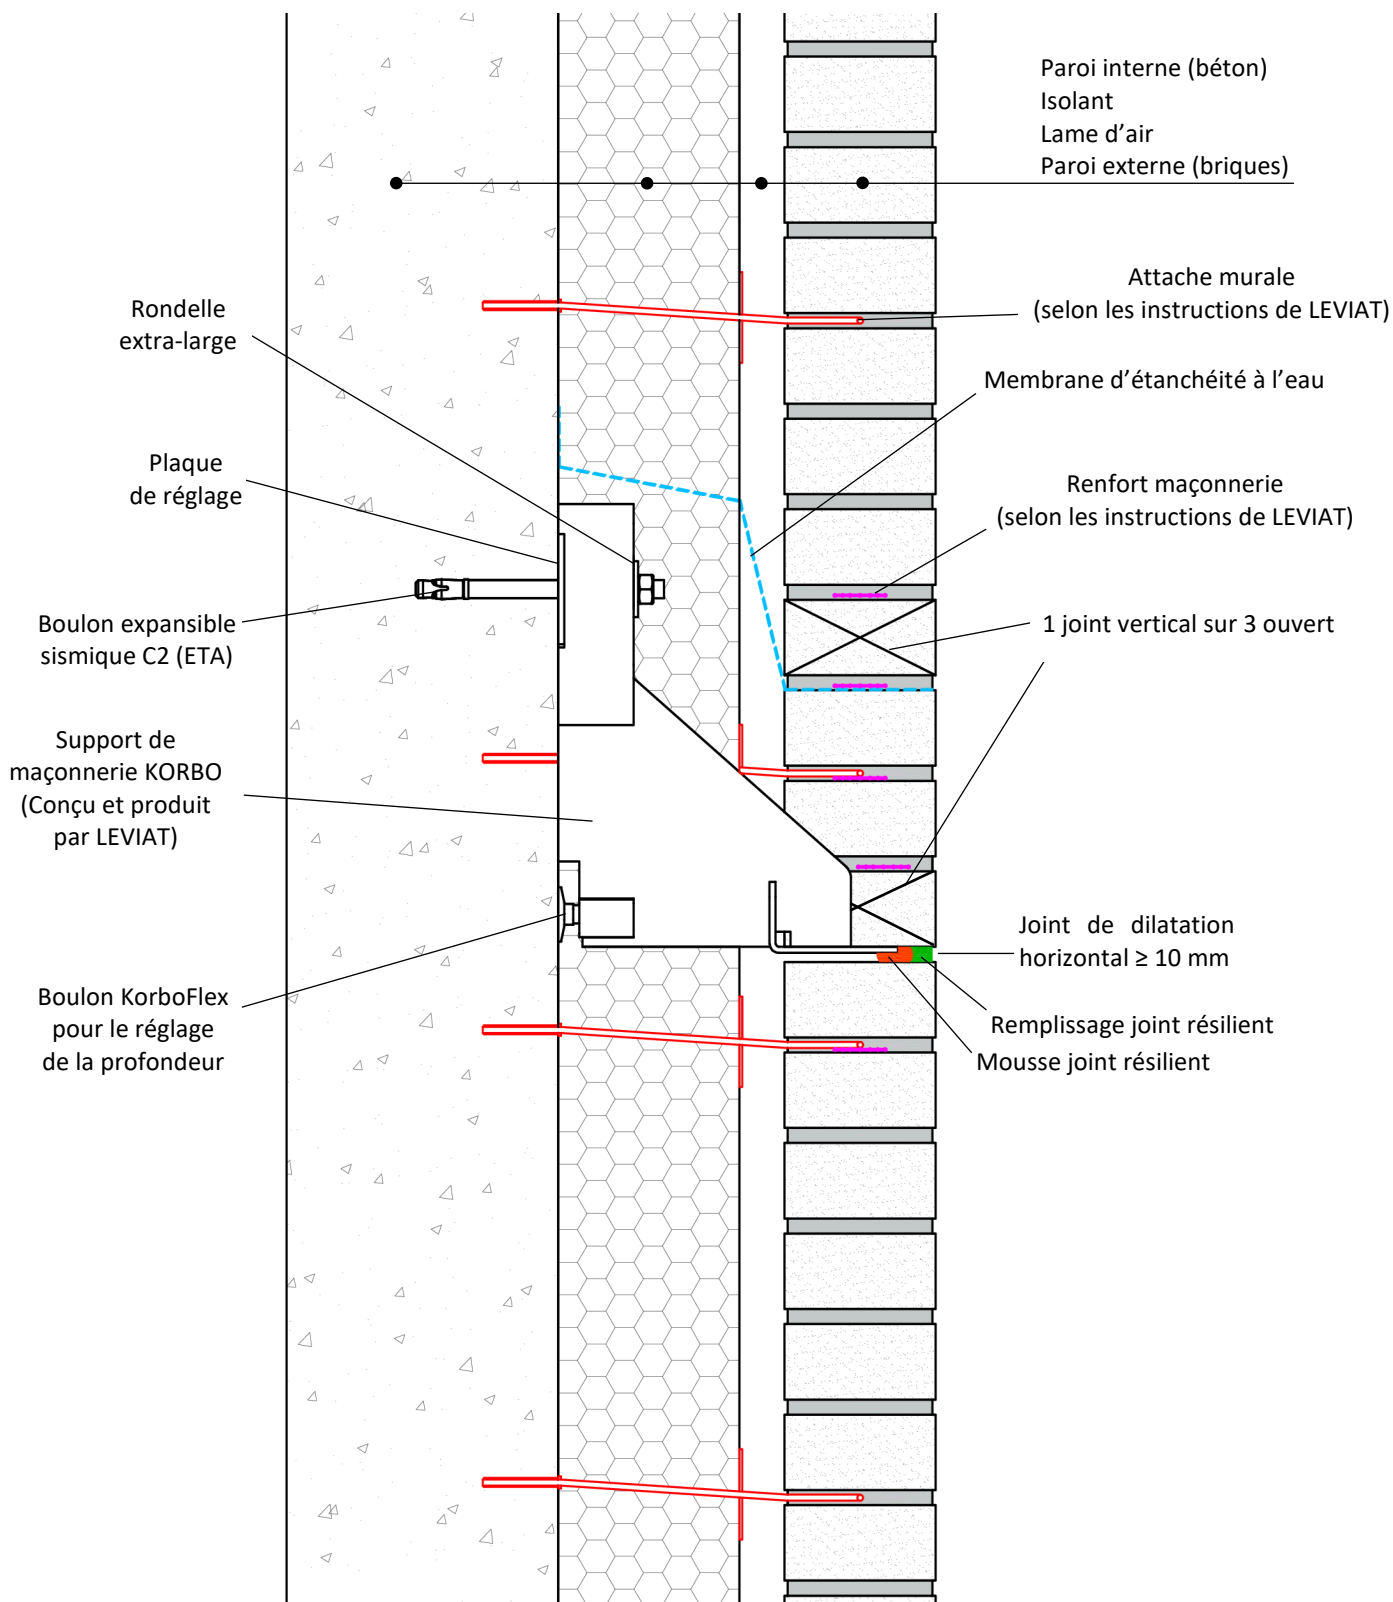 Paroi interne (béton)
Isolant
Lame d’air
Paroi externe (briques)
Attache murale
(selon les instructions de LEVIAT)
Membrane d’étanchéité à l’eau
Renfort maçonnerie
(selon les instructions de LEVIAT)
1 joint vertical sur 3 ouvert
Joint de dilatation
horizontal ≥ 10 mm
Remplissage joint résilient
Mousse joint résilient
Rondelle
extra-large
Plaque
de réglage
Boulon expansible
sismique C2 (ETA)
Support de
maçonnerie KORBO
(Conçu et produit
par LEVIAT)
Boulon KorboFlex
pour le réglage
de la profondeur